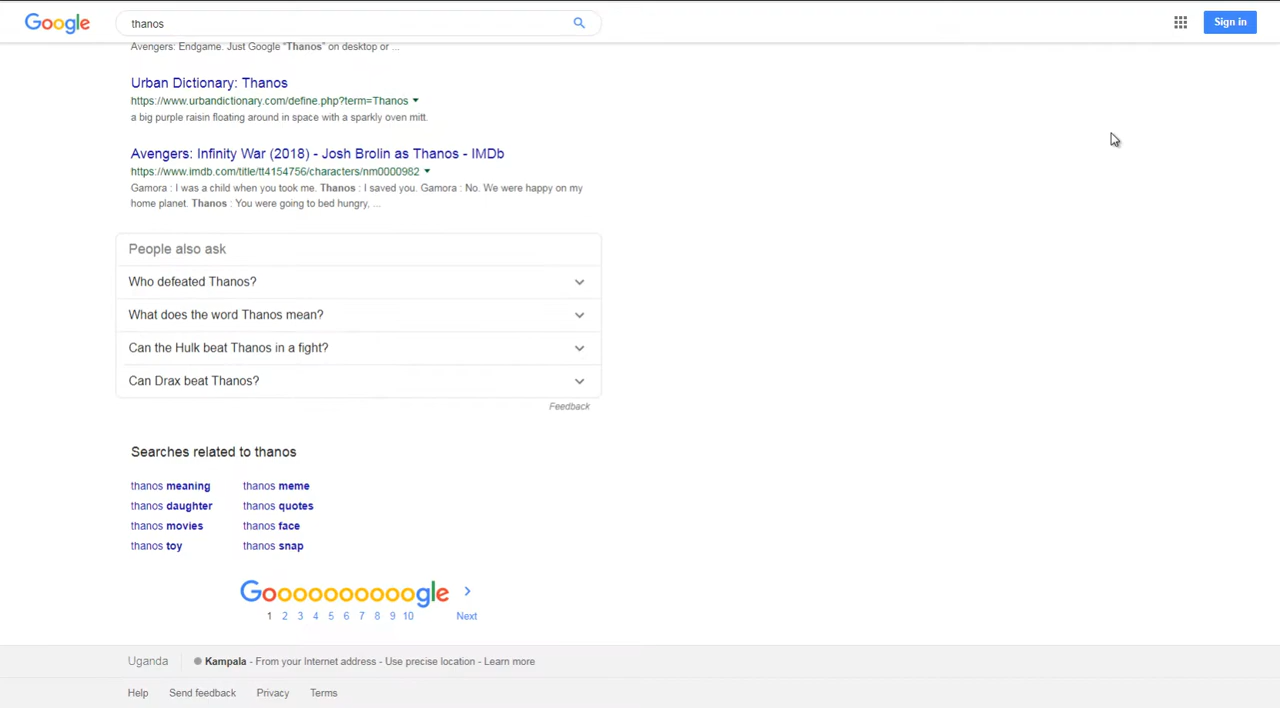 Google
thanos
Sign in
Avengers: Endgame. Just Google “Thanos” on desktop or ...
Urban Dictionary: Thanos
https://www.urbandictionary.com/define.php?term=Thanos
a big purple raisin floating around in space with a sparkly oven mitt.
Avengers: Infinity War (2018) - Josh Brolin as Thanos - IMDb
https://www.imdb.com/title/tt4154756/characters/nm0000982
Gamora : I was a child when you took me. Thanos : I saved you. Gamora : No. We were happy on my
home planet. Thanos : You were going to bed hungry, ...
People also ask
Who defeated Thanos?
What does the word Thanos mean?
Can the Hulk beat Thanos in a fight?
Can Drax beat Thanos?
Feedback
Searches related to thanos
thanos meaning thanos meme
thanos daughter thanos quotes
thanos movies thanos face
thanos toy thanos snap
Goooooooooogle >
1 2 3 4 5 6 7 8 9 10 Next
Uganda Kampala - From your Internet address - Use precise location - Learn more
Help Send feedback Privacy Terms